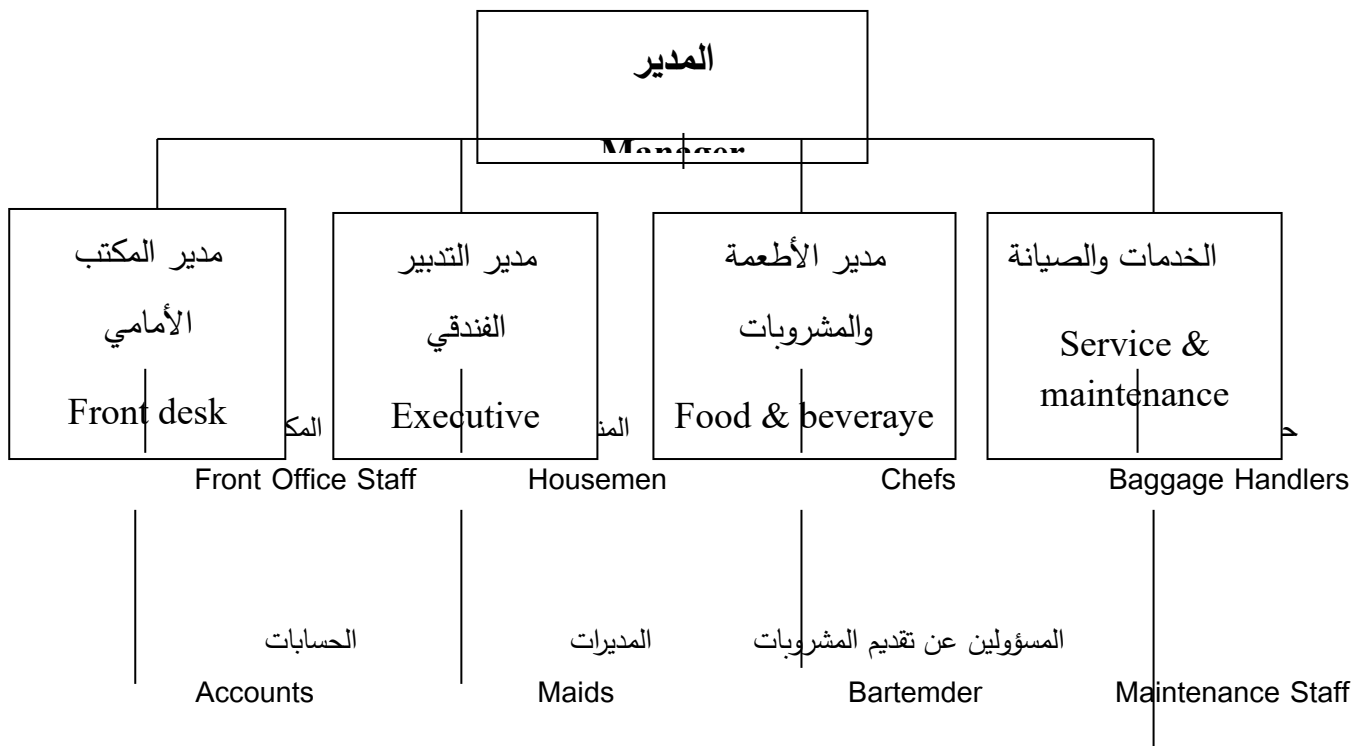 المدير
Manager
مدير المكتب
الأمامي
Front desk
مدير التدبير
الفندقي
Executive
مدير الأطعمة
والمشروبات
Food & beveraye
الخدمات والصيانة
Service &
maintenance
Front Office Staff
Housemen
Chefs
Baggage Handlers
الحسابات
المديرات
المسؤولين عن تقديم المشروبات
Accounts
Maids
Bartemder
Maintenance Staff